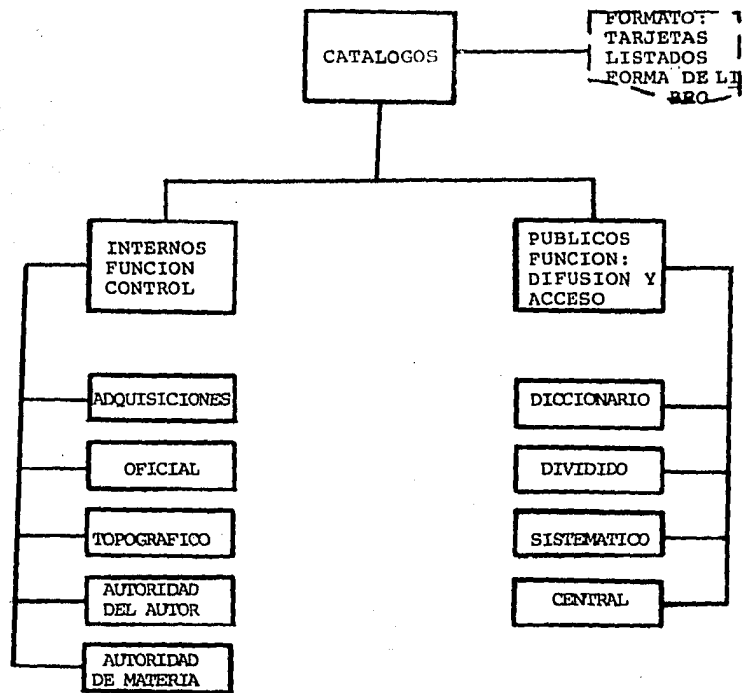 CATALOGOS
FORMATO:
TARJETAS
LISTADOS
FORMA DE LI
BRO
INTERNOS
FUNCION
CONTROL
PUBLICOS
FUNCION:
DIFUSION Y
ACCESO
ADQUISICIONES
OFICIAL
TOPOGRAFICO
AUTORIDAD
DEL AUTOR
AUTORIDAD
DE MATERIA
DICCIONARIO
DIVIDIDO
SISTEMATICO
CENTRAL